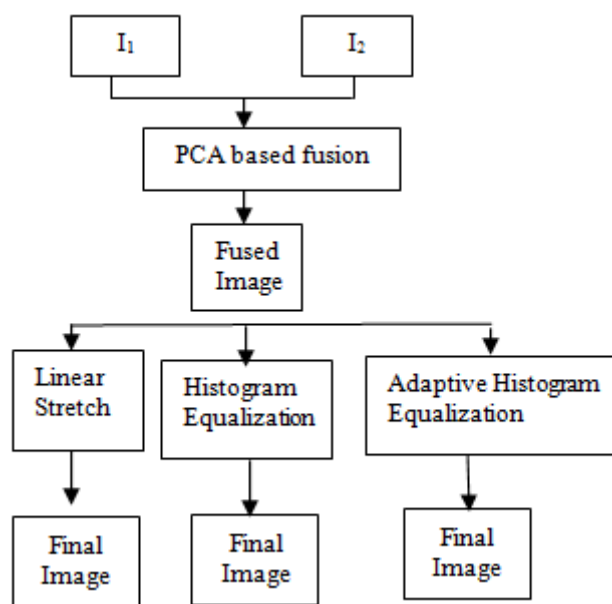 I₁
I₂
PCA based fusion
Fused
Image
Linear
Stretch
Histogram
Equalization
Adaptive Histogram
Equalization
Final
Image
Final
Image
Final
Image